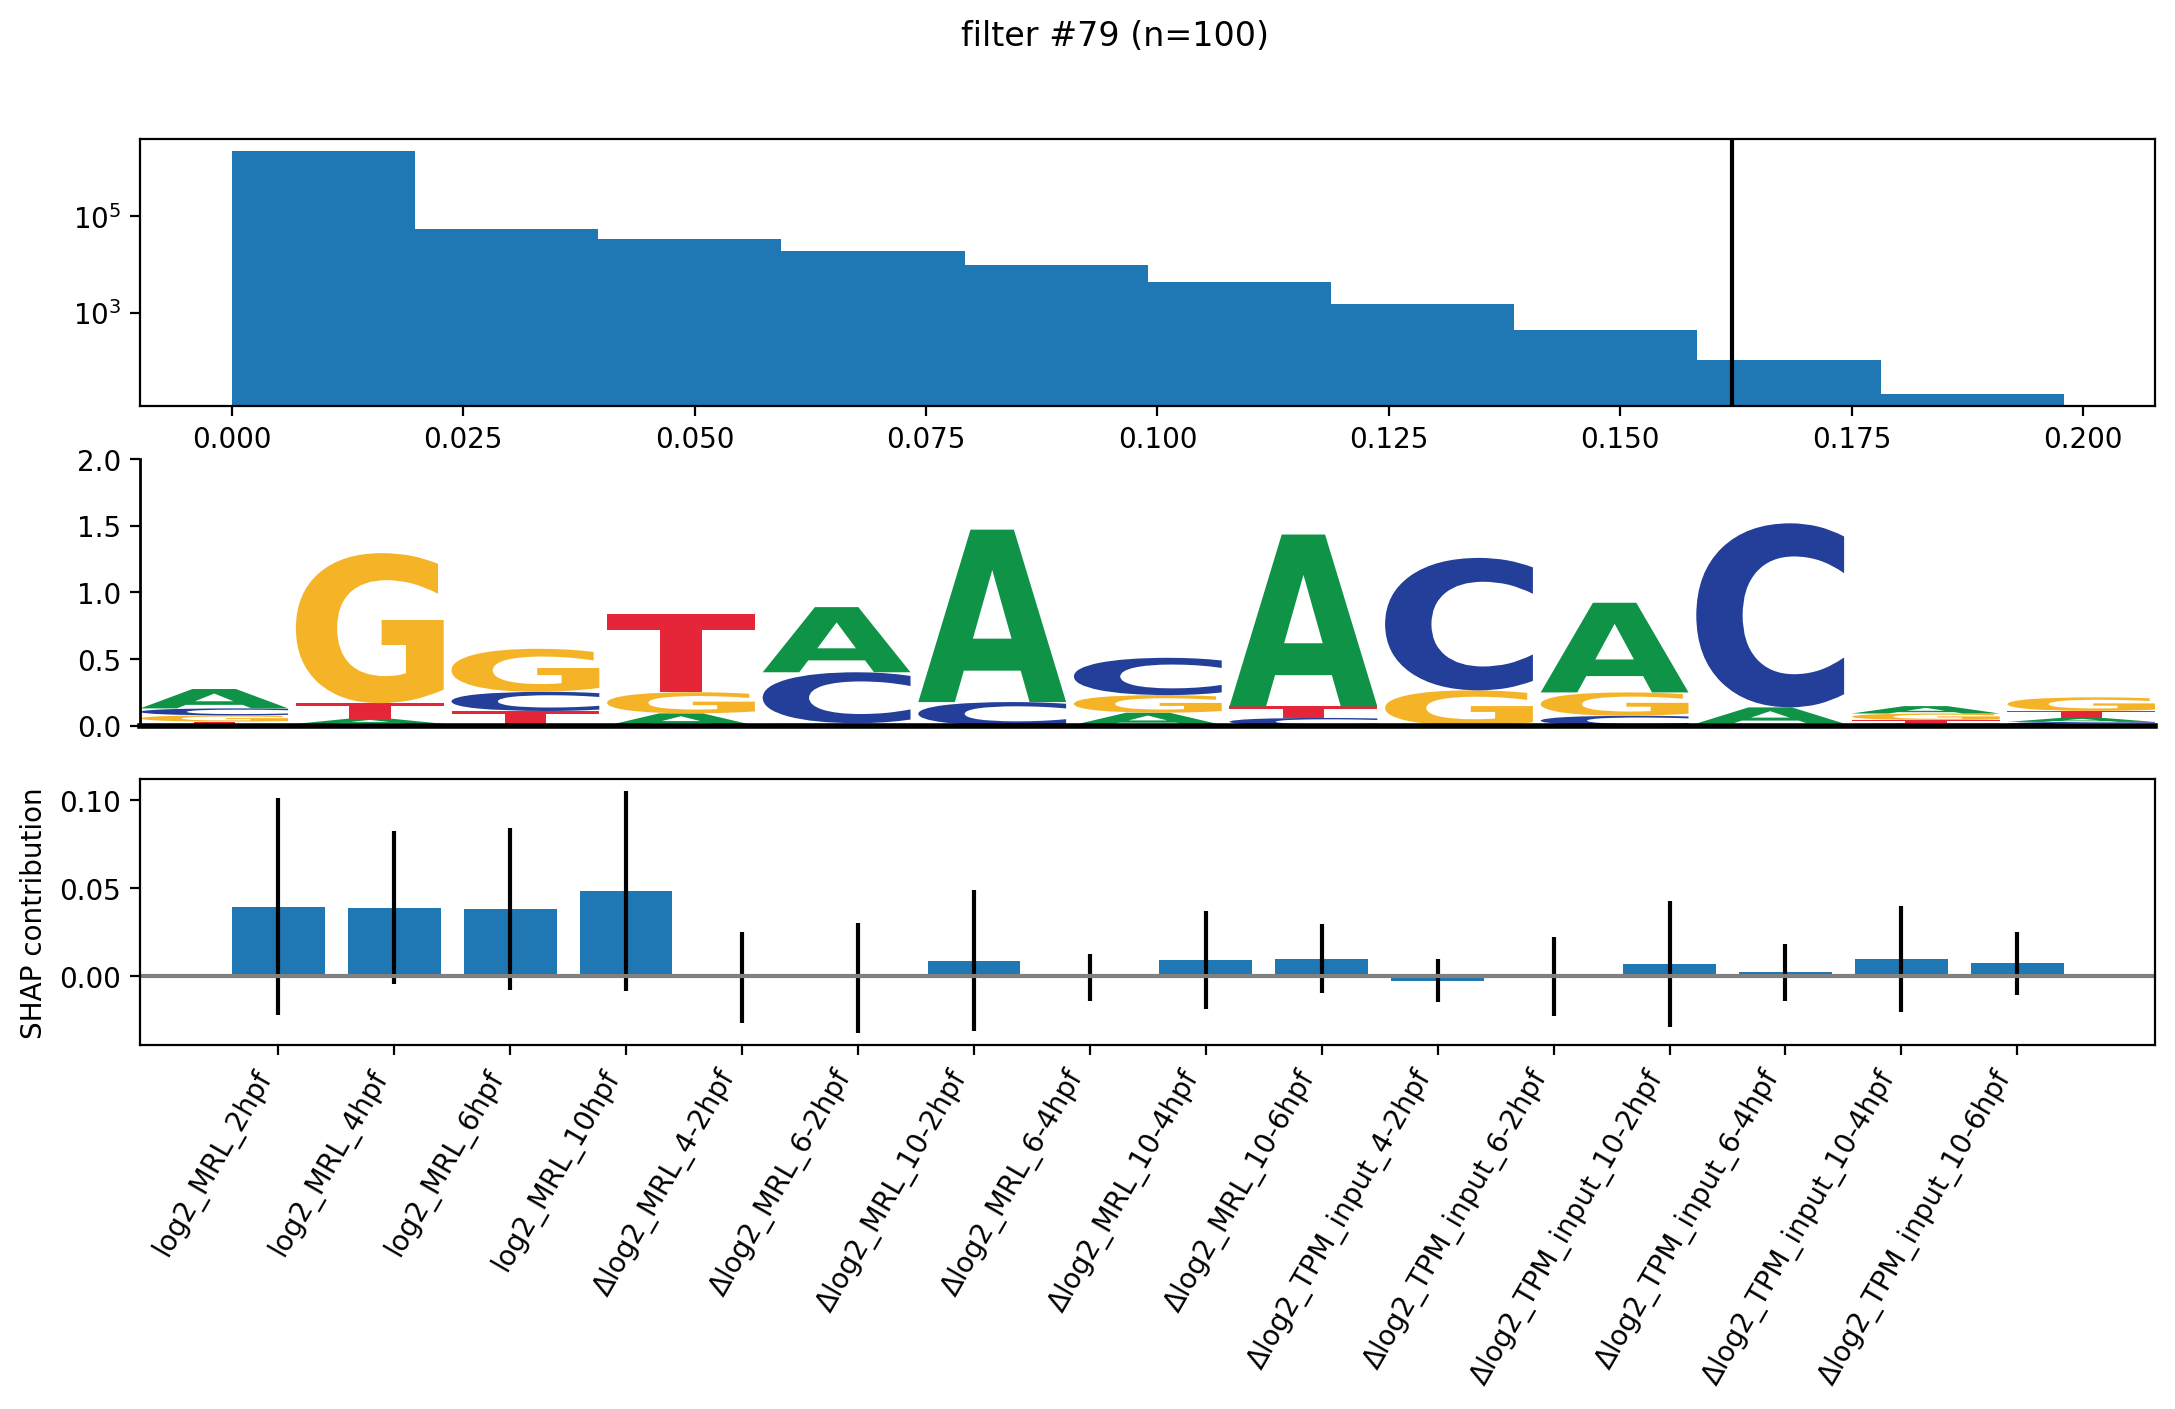 filter #79 (n=100)
10^5
10^3
0.000 0.025 0.050 0.075 0.100 0.125 0.150 0.175 0.200
2.0
1.5
1.0
0.5
0.0
A C G T G T A G C T T G A A C A C C G A A T C C G A G C C A A G T G T A C
0.10
0.05
0.00
SHAP contribution
log2_MRL_2hpf
log2_MRL_4hpf
log2_MRL_6hpf
log2_MRL_10hpf
Δlog2_MRL_4-2hpf
Δlog2_MRL_6-2hpf
Δlog2_MRL_10-2hpf
Δlog2_MRL_6-4hpf
Δlog2_MRL_10-4hpf
Δlog2_MRL_10-6hpf
Δlog2_TPM_input_4-2hpf
Δlog2_TPM_input_6-2hpf
Δlog2_TPM_input_10-2hpf
Δlog2_TPM_input_6-4hpf
Δlog2_TPM_input_10-4hpf
Δlog2_TPM_input_10-6hpf